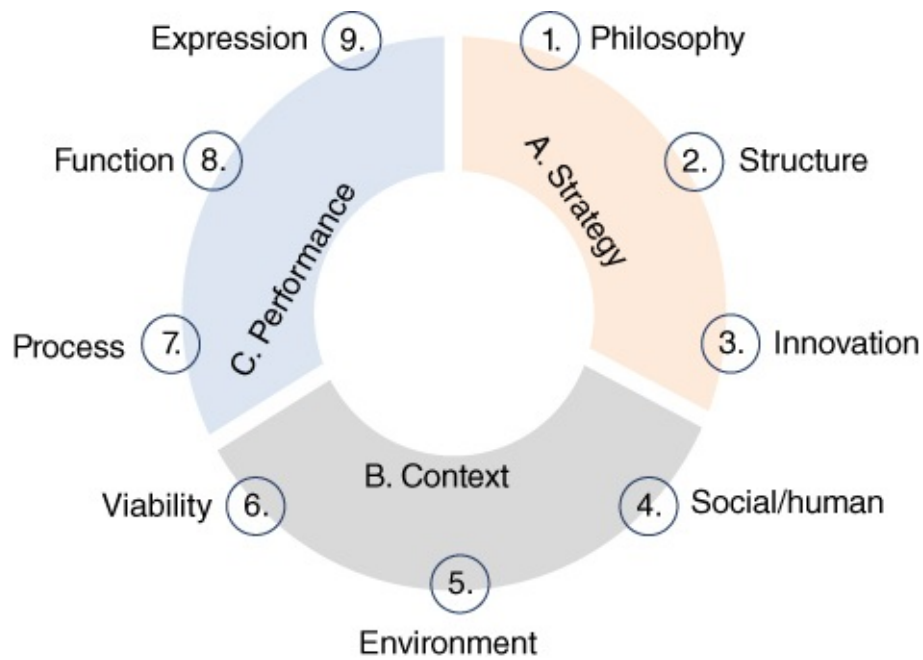 Expression 9.
1. Philosophy
Function 8.
2. Structure
A. Strategy
C. Performance
Process 7.
3. Innovation
B. Context
Viability 6.
4. Social/human
5.
Environment